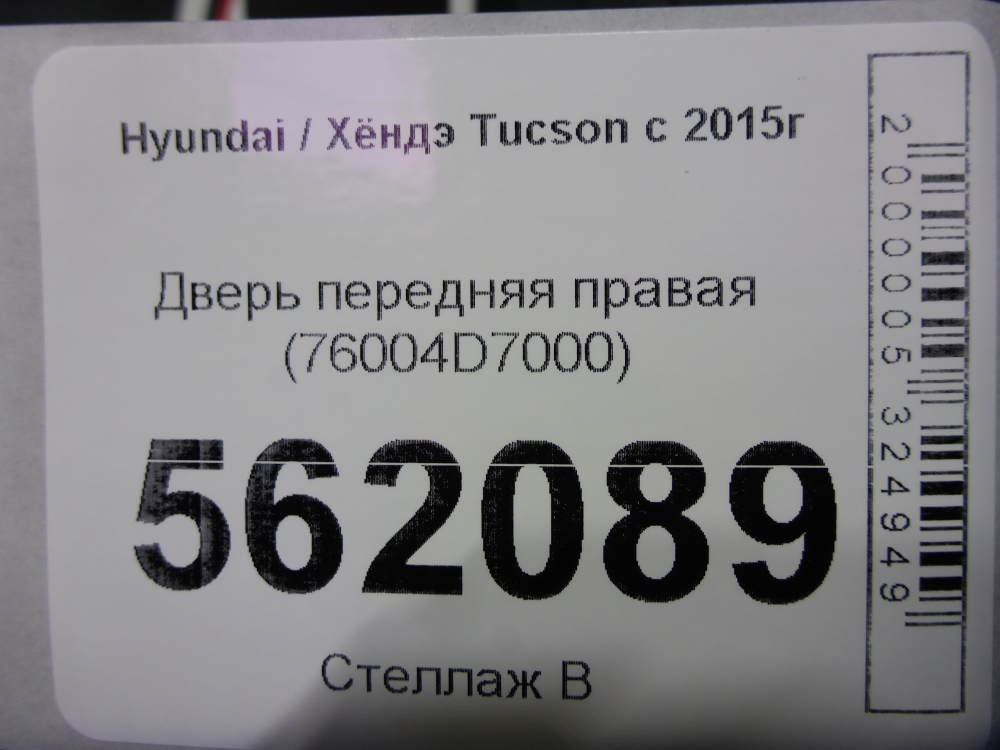 Hyundai / Хёндэ Tucson с 2015г
Дверь передняя правая
(76004D7000)
562089
Стеллаж В
2000005324949